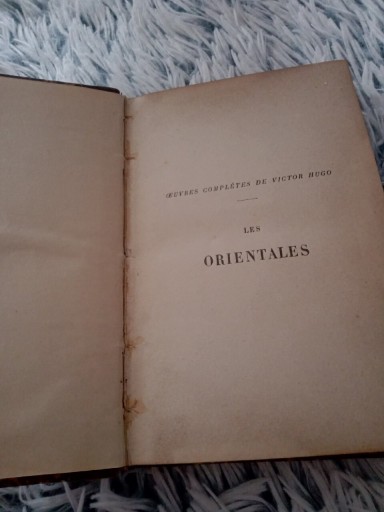 ŒUVRES COMPLÈTES DE VICTOR HUGO
LES
ORIENTALES